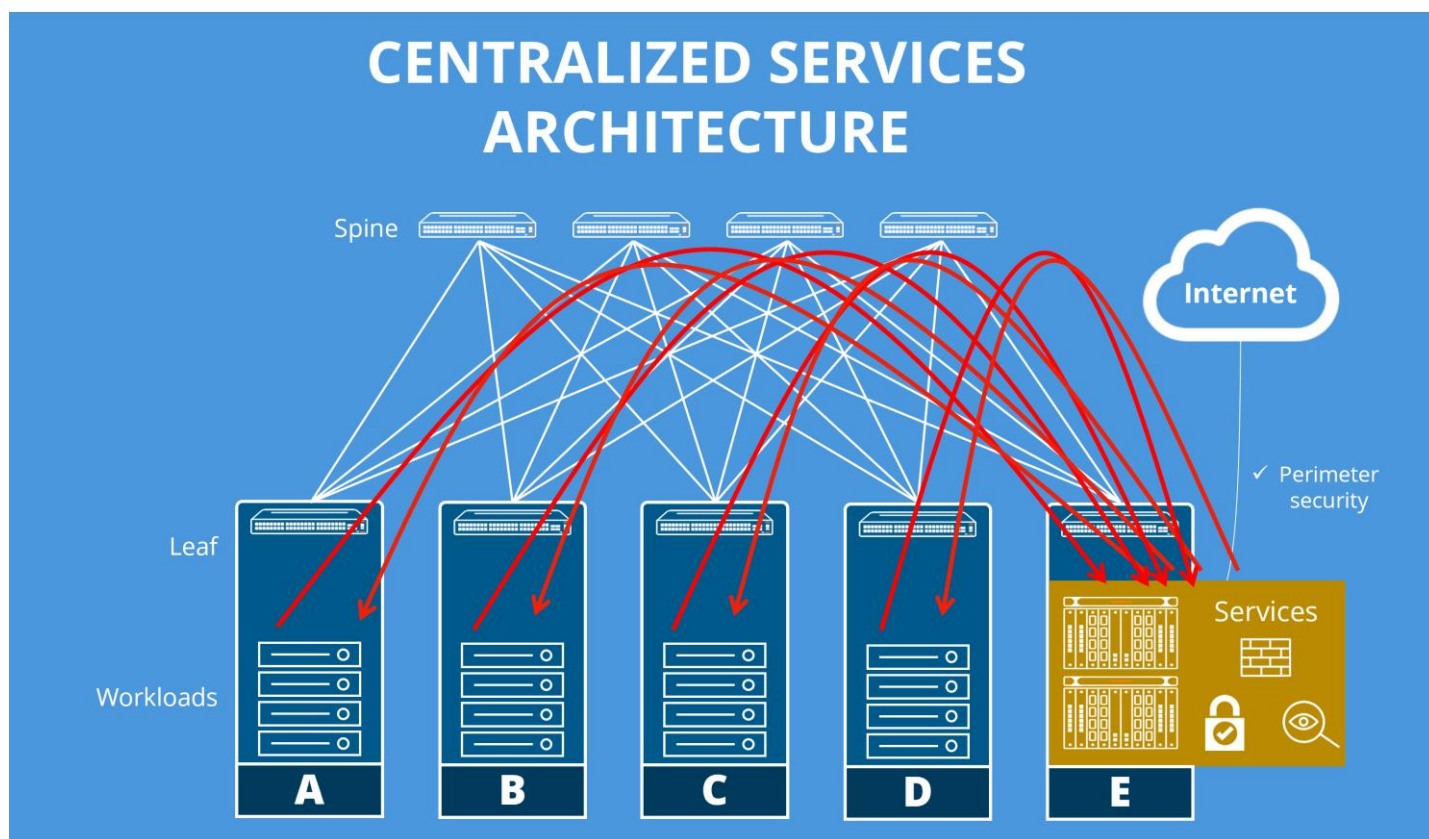 CENTRALIZED SERVICES
ARCHITECTURE
Spine
Internet
✓ Perimeter
security
Leaf
Services
Workloads
A
B
C
D
E